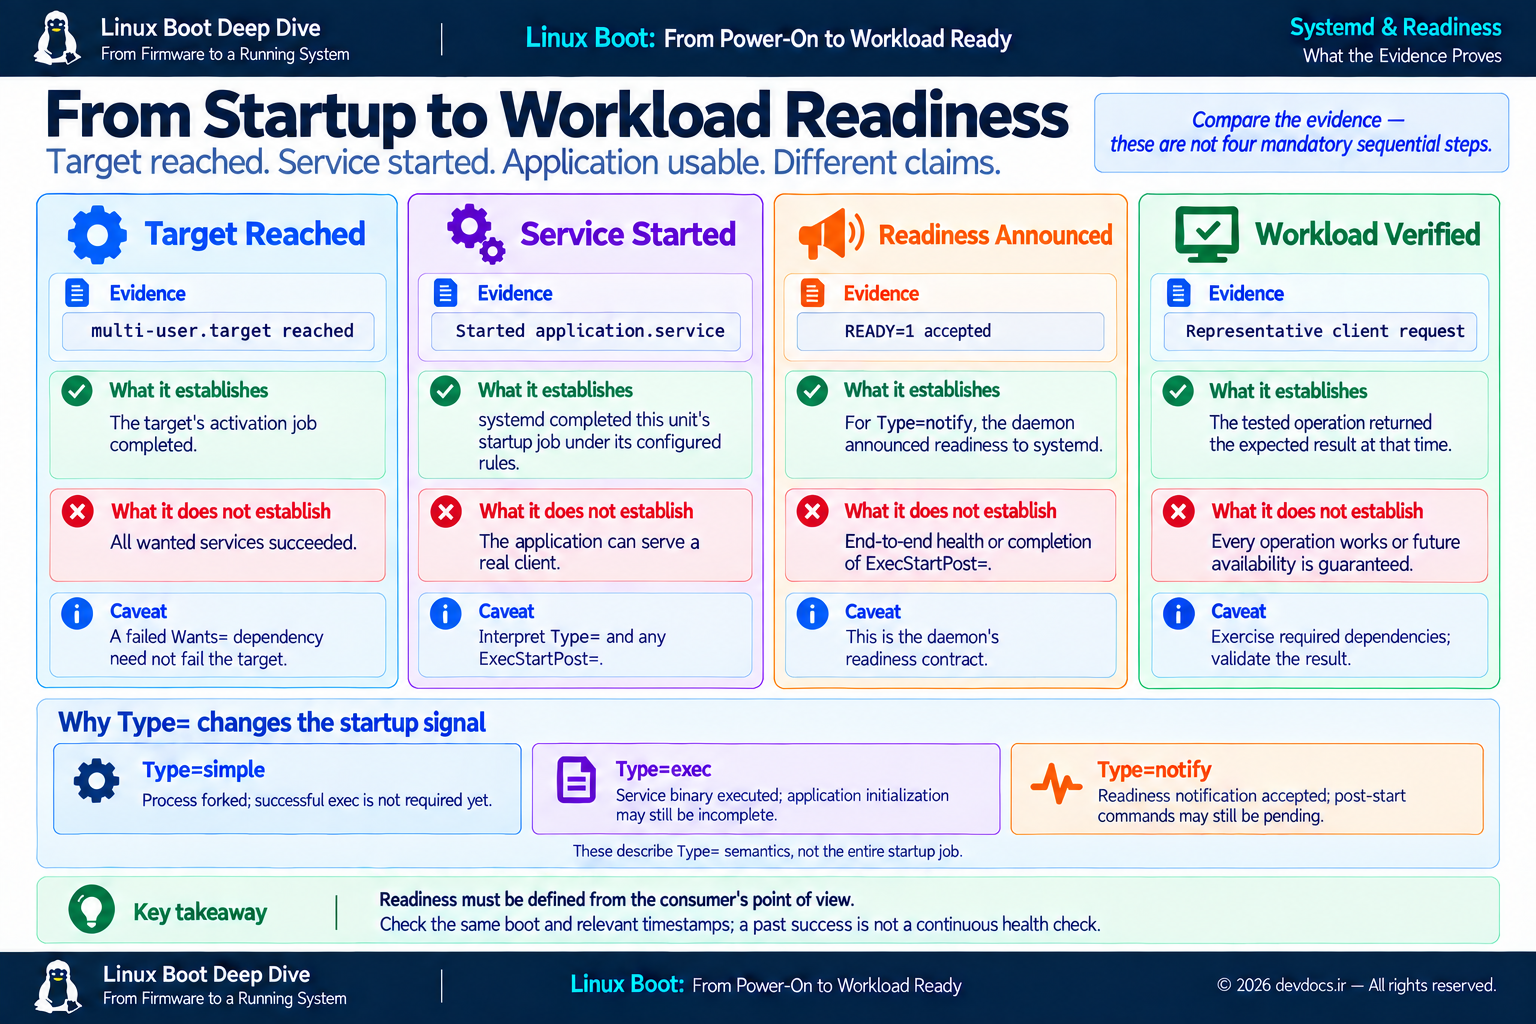 Linux Boot Deep Dive
From Firmware to a Running System
Linux Boot: From Power-On to Workload Ready
Systemd & Readiness
What the Evidence Proves
From Startup to Workload Readiness
Target reached. Service started. Application usable. Different claims.
Compare the evidence —
these are not four mandatory sequential steps.
Target Reached
Evidence
multi-user.target reached
What it establishes
The target's activation job
completed.
What it does not establish
All wanted services succeeded.
Caveat
A failed Wants= dependency
need not fail the target.
Service Started
Evidence
Started application.service
What it establishes
systemd completed this unit's
startup job under its configured
rules.
What it does not establish
The application can serve a
real client.
Caveat
Interpret Type= and any
ExecStartPost=.
Readiness Announced
Evidence
READY=1 accepted
What it establishes
For Type=notify, the daemon
announced readiness to systemd.
What it does not establish
End-to-end health or completion
of ExecStartPost=.
Caveat
This is the daemon's
readiness contract.
Workload Verified
Evidence
Representative client request
What it establishes
The tested operation returned
the expected result at that time.
What it does not establish
Every operation works or future
availability is guaranteed.
Caveat
Exercise required dependencies;
validate the result.
Why Type= changes the startup signal
Type=simple
Process forked; successful exec is not required yet.
Type=exec
Service binary executed; application initialization
may still be incomplete.
Type=notify
Readiness notification accepted; post-start
commands may still be pending.
These describe Type= semantics, not the entire startup job.
Key takeaway
Readiness must be defined from the consumer's point of view.
Check the same boot and relevant timestamps; a past success is not a continuous health check.
Linux Boot Deep Dive
From Firmware to a Running System
Linux Boot: From Power-On to Workload Ready
© 2026 devdocs.ir — All rights reserved.